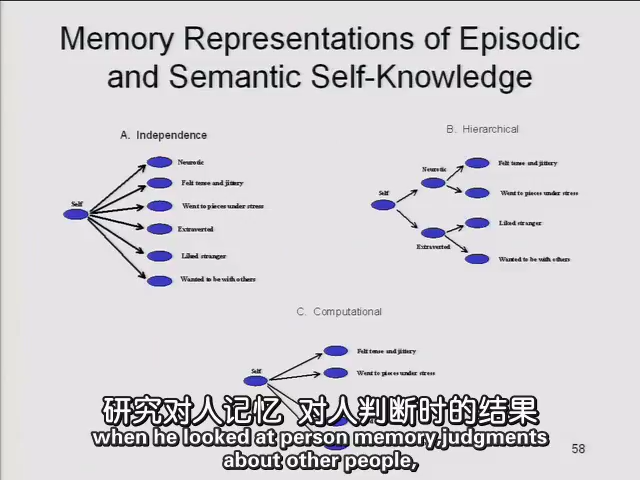 Memory Representations of Episodic
and Semantic Self-Knowledge
A. Independence
Self
Neurotic
Felt tense and jittery
Went to pieces under stress
Extraverted
Liked stranger
Wanted to be with others
B. Hierarchical
Self
Neurotic
Extraverted
Felt tense and jittery
Went to pieces under stress
Liked stranger
Wanted to be with others
C. Computational
Self
Felt tense and jittery
Went to pieces under stress
研究对人记忆 对人判断时的结果
when he looked at person memory,judgments
about other people,
58